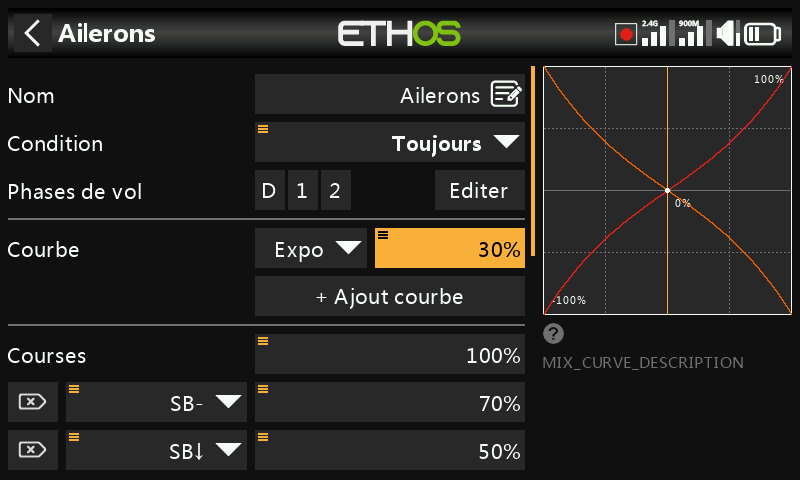 Ailerons ETHOS 2.4G 900M
Nom Ailerons
Condition Toujours
Phases de vol D 1 2 Editer
Courbe Expo 30%
+ Ajout courbe
Courses 100%
SB- 70%
SB↓ 50%
100%
0%
-100%
?
MIX_CURVE_DESCRIPTION